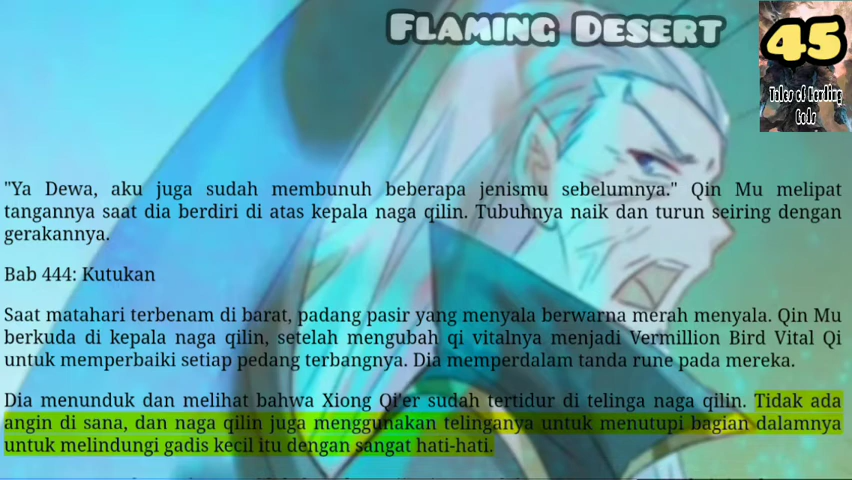 FLAMING DESERT
45
Tales of Herding
Gods
"Ya Dewa, aku juga sudah membunuh beberapa jenismu sebelumnya." Qin Mu melipat
tangannya saat dia berdiri di atas kepala naga qilin. Tubuhnya naik dan turun seiring dengan
gerakannya.
Bab 444: Kutukan
Saat matahari terbenam di barat, padang pasir yang menyala berwarna merah menyala. Qin Mu
berkuda di kepala naga qilin, setelah mengubah qi vitalnya menjadi Vermillion Bird Vital Qi
untuk memperbaiki setiap pedang terbangnya. Dia memperdalam tanda rune pada mereka.
Dia menunduk dan melihat bahwa Xiong Qi'er sudah tertidur di telinga naga qilin. Tidak ada
angin di sana, dan naga qilin juga menggunakan telinganya untuk menutupi bagian dalamnya
untuk melindungi gadis kecil itu dengan sangat hati-hati.